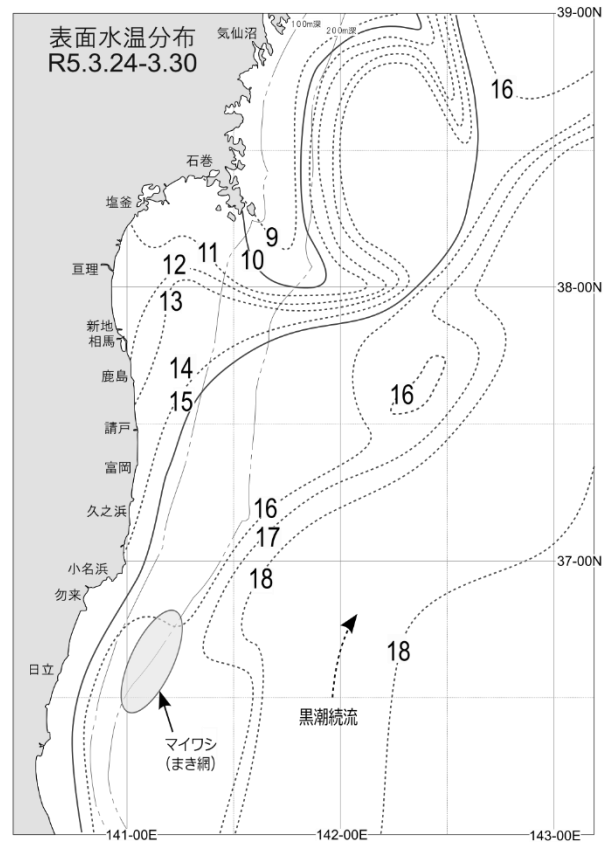 表面水温分布
R5.3.24-3.30
気仙沼
100m深
200m深
39-00N
16
石巻
塩釜
9
10
11
12
亘理
13
38-00N
新地
相馬
14
鹿島
15
16
請戸
富岡
久之浜
16
17
18
37-00N
小名浜
勿来
日立
18
黒潮続流
マイワシ
(まき網)
141-00E
142-00E
143-00E